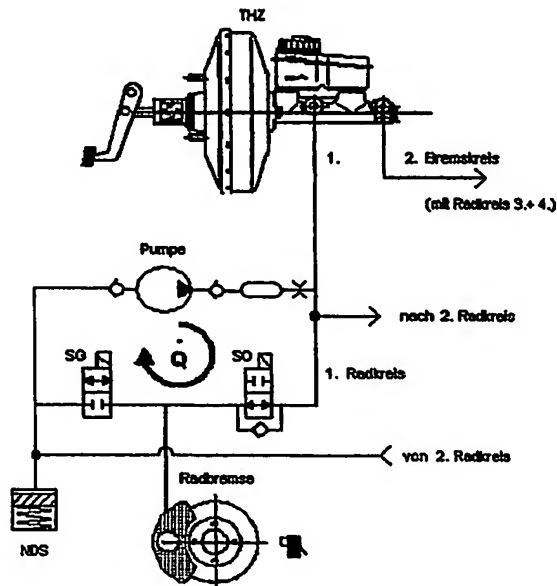 THZ
1.
2. Bremskreis
(mit Radkreis 3.+ 4.)
Pumpe
nach 2. Radkreis
SG
Q̇
SO
1. Radkreis
von 2. Radkreis
Radbremse
NDS